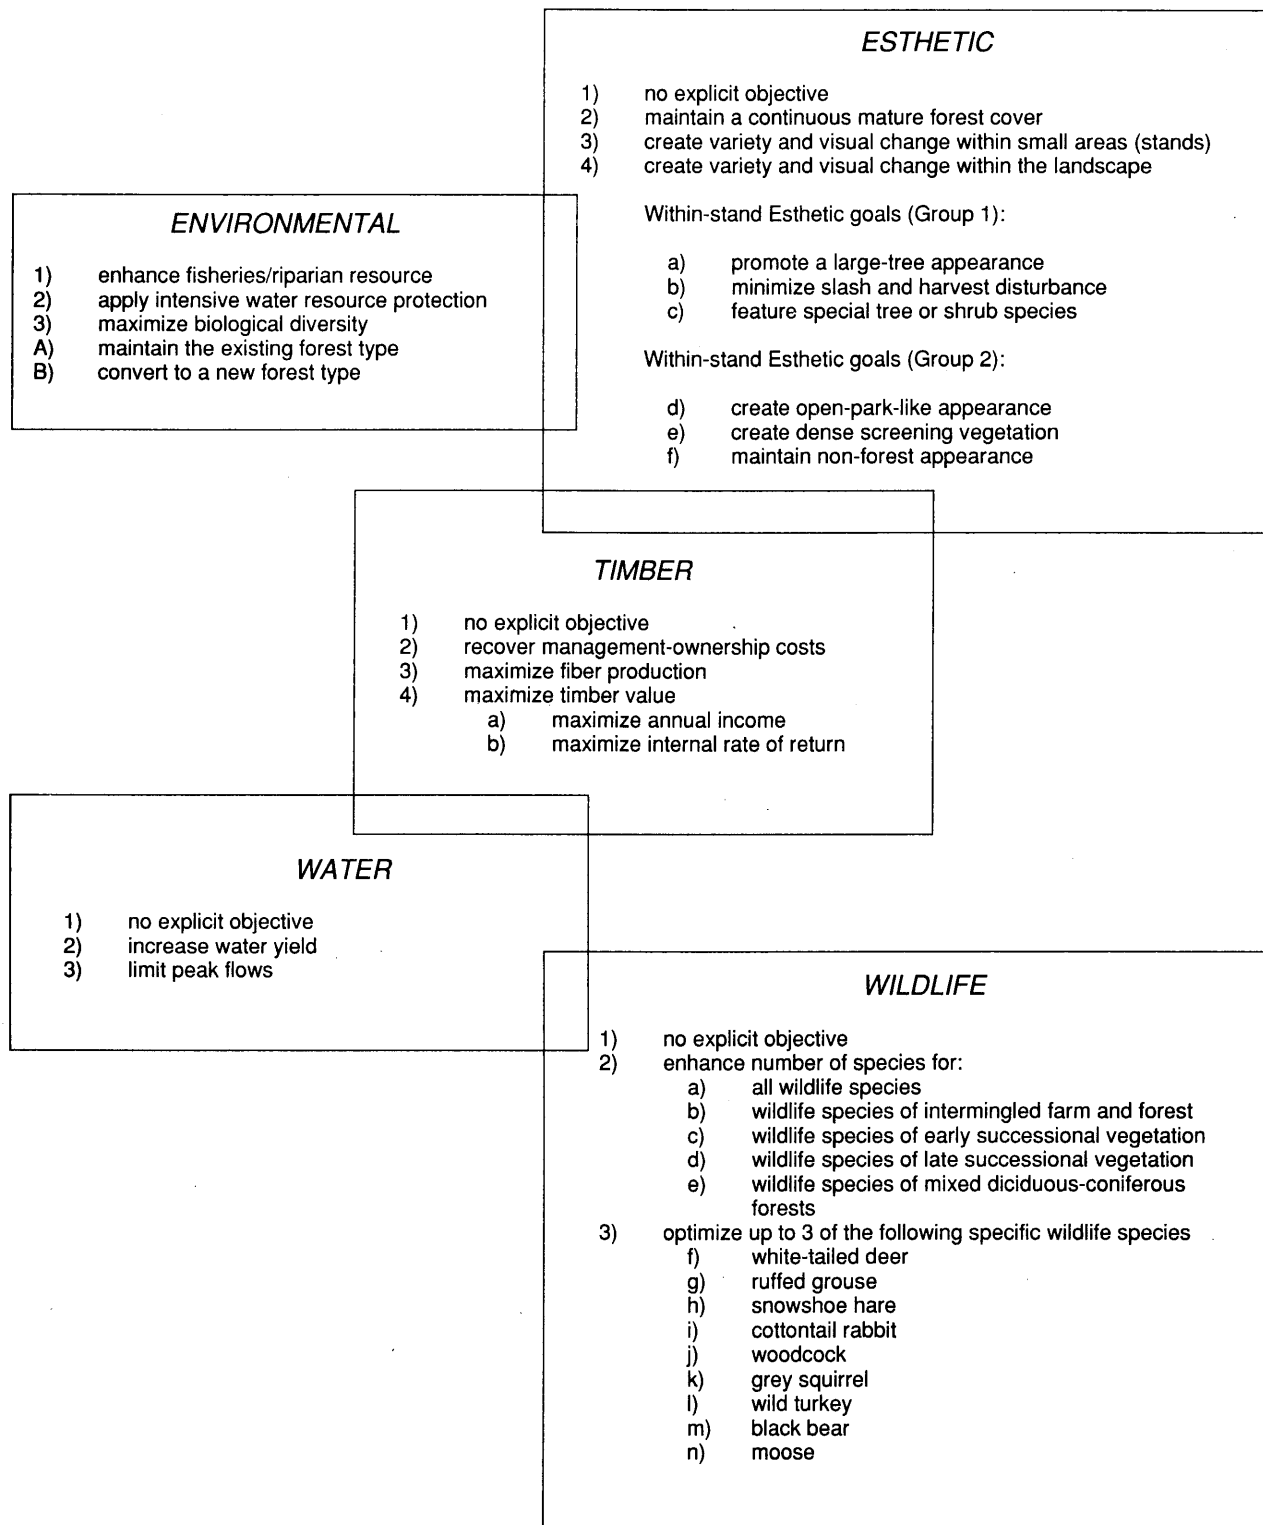 ESTHETIC
1) no explicit objective
2) maintain a continuous mature forest cover
3) create variety and visual change within small areas (stands)
4) create variety and visual change within the landscape
Within-stand Esthetic goals (Group 1):
a) promote a large-tree appearance
b) minimize slash and harvest disturbance
c) feature special tree or shrub species
Within-stand Esthetic goals (Group 2):
d) create open-park-like appearance
e) create dense screening vegetation
f) maintain non-forest appearance
ENVIRONMENTAL
1) enhance fisheries/riparian resource
2) apply intensive water resource protection
3) maximize biological diversity
A) maintain the existing forest type
B) convert to a new forest type
TIMBER
1) no explicit objective
2) recover management-ownership costs
3) maximize fiber production
4) maximize timber value
a) maximize annual income
b) maximize internal rate of return
WATER
1) no explicit objective
2) increase water yield
3) limit peak flows
WILDLIFE
1) no explicit objective
2) enhance number of species for:
a) all wildlife species
b) wildlife species of intermingled farm and forest
c) wildlife species of early successional vegetation
d) wildlife species of late successional vegetation
e) wildlife species of mixed diciduous-coniferous
forests
3) optimize up to 3 of the following specific wildlife species
f) white-tailed deer
g) ruffed grouse
h) snowshoe hare
i) cottontail rabbit
j) woodcock
k) grey squirrel
l) wild turkey
m) black bear
n) moose